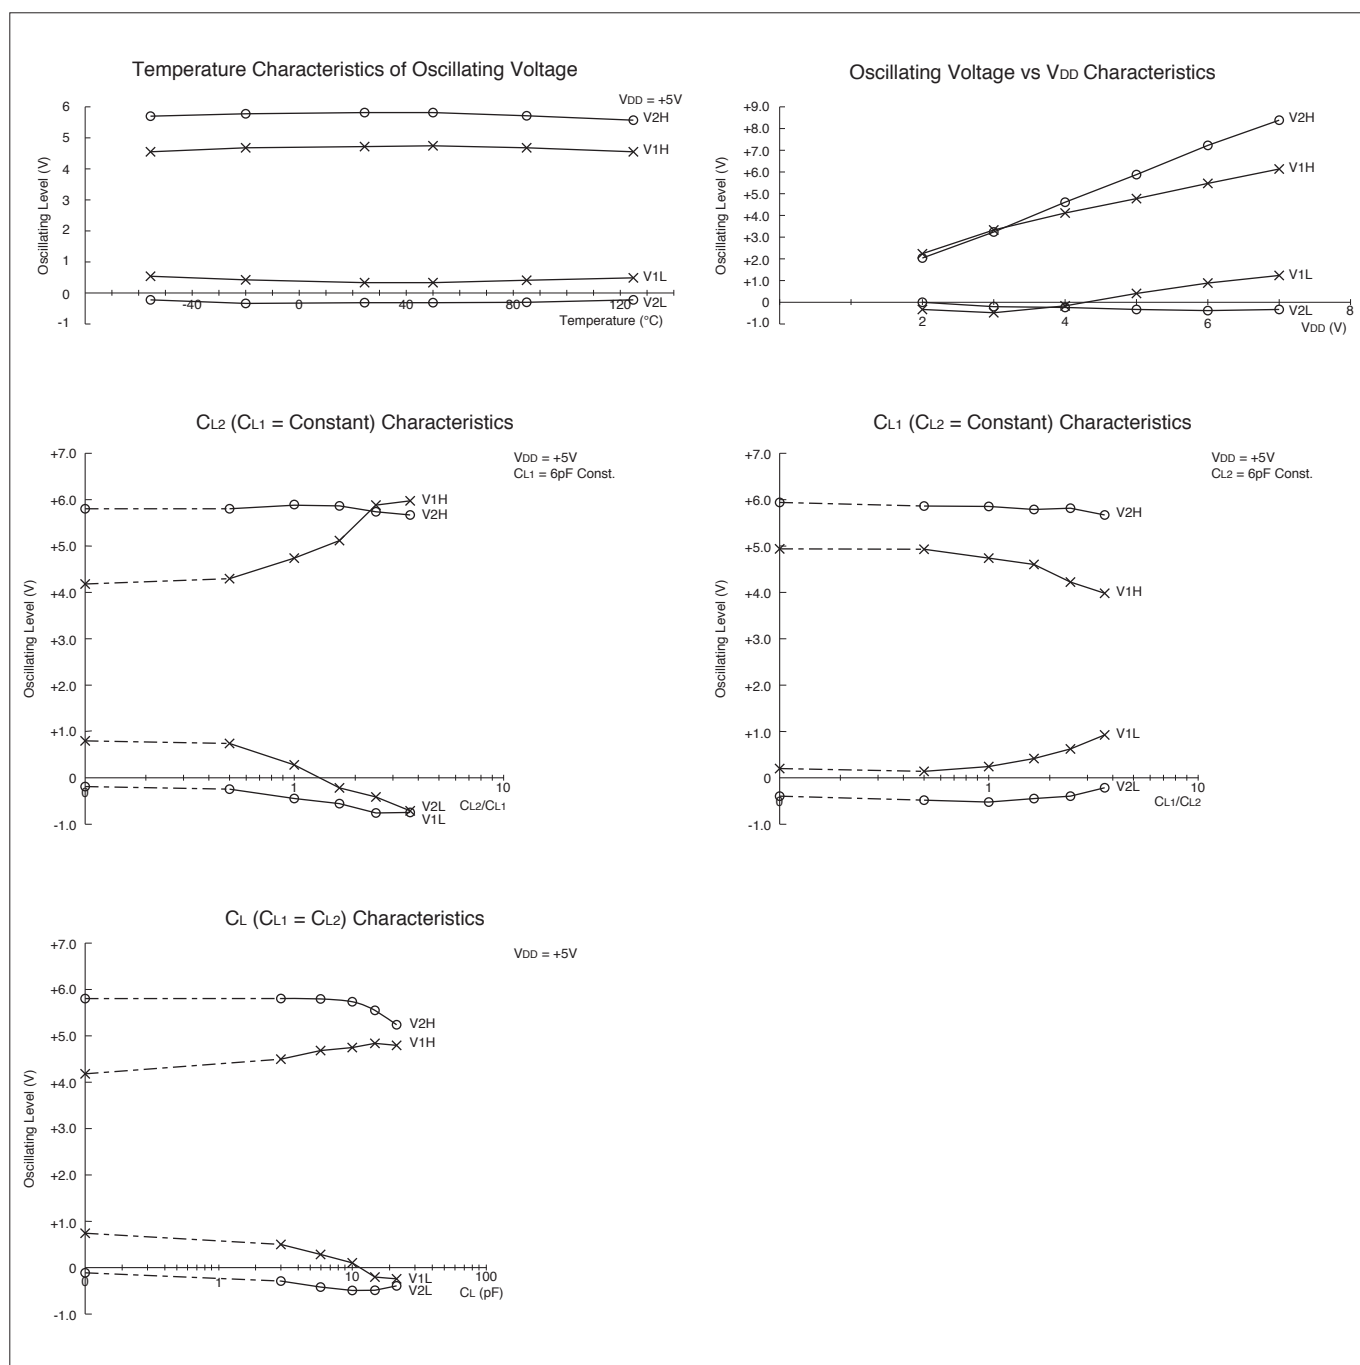 Temperature Characteristics of Oscillating Voltage
VDD = +5V
Oscillating Level (V)
6
5
4
3
2
1
0
-1
-40
0
40
80
120
Temperature (°C)
V2H
V1H
V1L
V2L
Oscillating Voltage vs VDD Characteristics
Oscillating Level (V)
+9.0
+8.0
+7.0
+6.0
+5.0
+4.0
+3.0
+2.0
+1.0
0
-1.0
2
4
6
8
VDD (V)
V2H
V1H
V1L
V2L
CL2 (CL1 = Constant) Characteristics
VDD = +5V
CL1 = 6pF Const.
Oscillating Level (V)
+7.0
+6.0
+5.0
+4.0
+3.0
+2.0
+1.0
0
-1.0
0
1
10
CL2/CL1
V1H
V2H
V2L
V1L
CL1 (CL2 = Constant) Characteristics
VDD = +5V
CL2 = 6pF Const.
Oscillating Level (V)
+7.0
+6.0
+5.0
+4.0
+3.0
+2.0
+1.0
0
-1.0
0
1
10
CL1/CL2
V2H
V1H
V1L
V2L
CL (CL1 = CL2) Characteristics
VDD = +5V
Oscillating Level (V)
+7.0
+6.0
+5.0
+4.0
+3.0
+2.0
+1.0
0
-1.0
0
1
10
100
CL (pF)
V2H
V1H
V1L
V2L